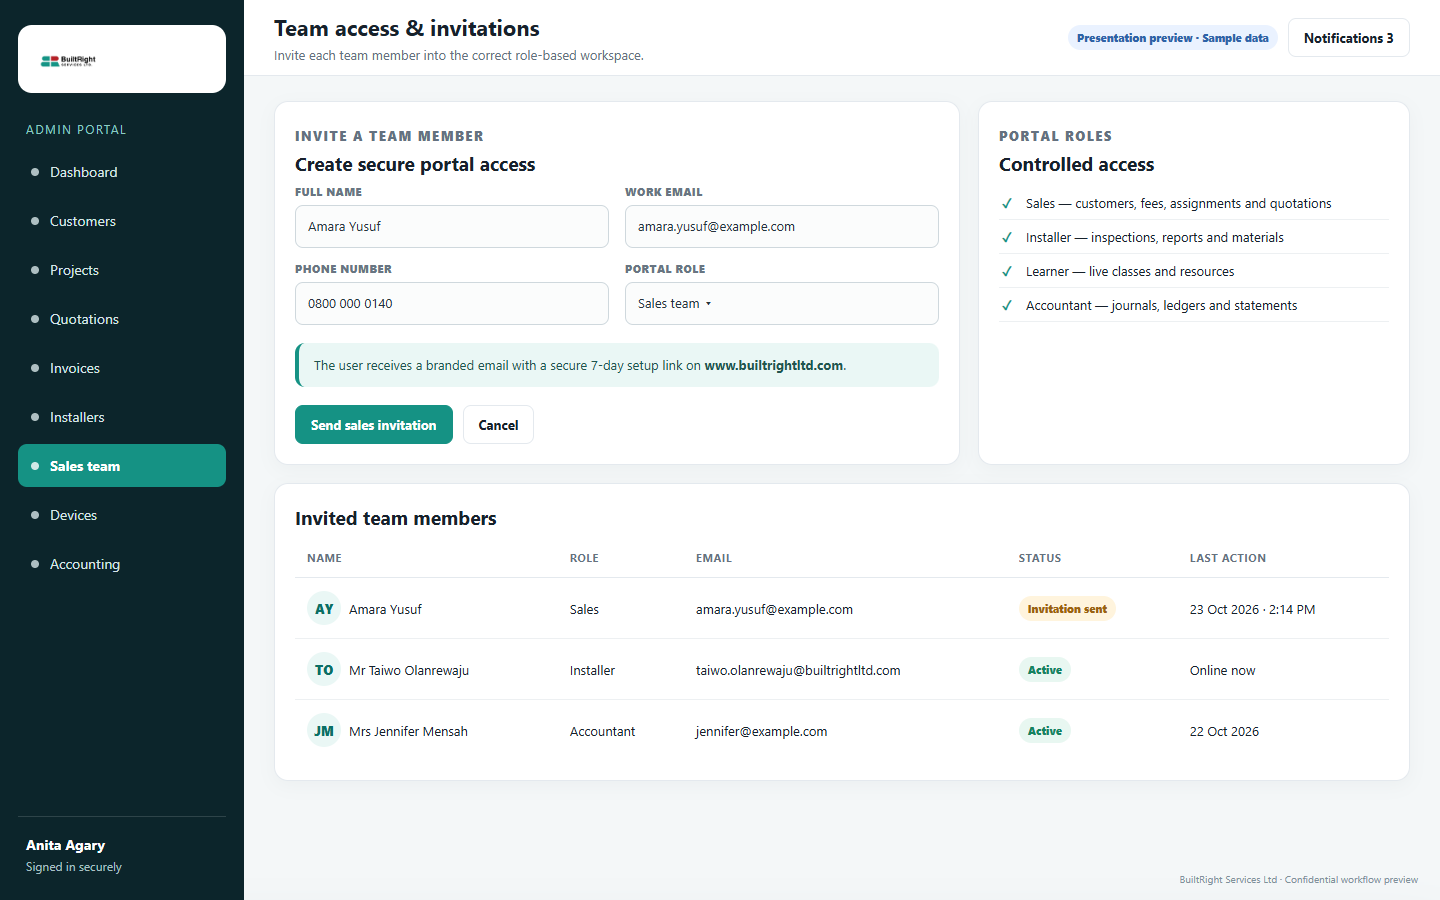 BuiltRight
SERVICES LTD
ADMIN PORTAL
Dashboard
Customers
Projects
Quotations
Invoices
Installers
Sales team
Devices
Accounting
Anita Agary
Signed in securely
Team access & invitations
Invite each team member into the correct role-based workspace.
Presentation preview · Sample data
Notifications 3
INVITE A TEAM MEMBER
Create secure portal access
FULL NAME
WORK EMAIL
Amara Yusuf
amara.yusuf@example.com
PHONE NUMBER
PORTAL ROLE
0800 000 0140
Sales team
The user receives a branded email with a secure 7-day setup link on www.builtrightltd.com.
Send sales invitation
Cancel
PORTAL ROLES
Controlled access
✓ Sales — customers, fees, assignments and quotations
✓ Installer — inspections, reports and materials
✓ Learner — live classes and resources
✓ Accountant — journals, ledgers and statements
Invited team members
NAME ROLE EMAIL STATUS LAST ACTION
AY Amara Yusuf Sales amara.yusuf@example.com Invitation sent 23 Oct 2026 · 2:14 PM
TO Mr Taiwo Olanrewaju Installer taiwo.olanrewaju@builtrightltd.com Active Online now
JM Mrs Jennifer Mensah Accountant jennifer@example.com Active 22 Oct 2026
BuiltRight Services Ltd · Confidential workflow preview